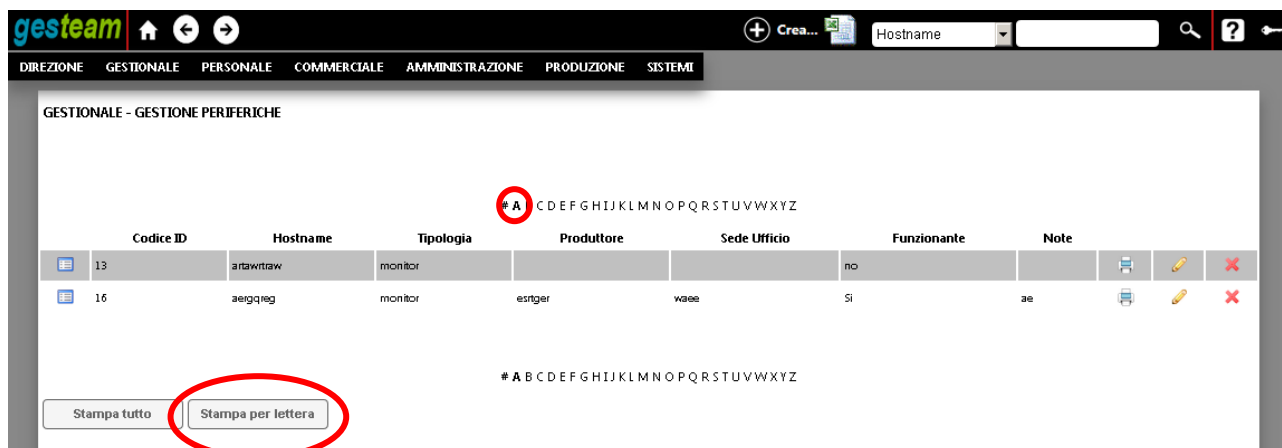 gesteam Crea... Hostname ?
DIREZIONE GESTIONALE PERSONALE COMMERCIALE AMMINISTRAZIONE PRODUZIONE SISTEMI
GESTIONALE - GESTIONE PERIFERICHE
# A C D E F G H I J K L M N O P Q R S T U V W X Y Z
Codice ID Hostname Tipologia Produttore Sede Ufficio Funzionante Note
13 artawrtraw monitor no
16 aergqreg monitor esrtger waee Si ae
# A B C D E F G H I J K L M N O P Q R S T U V W X Y Z
Stampa tutto Stampa per lettera